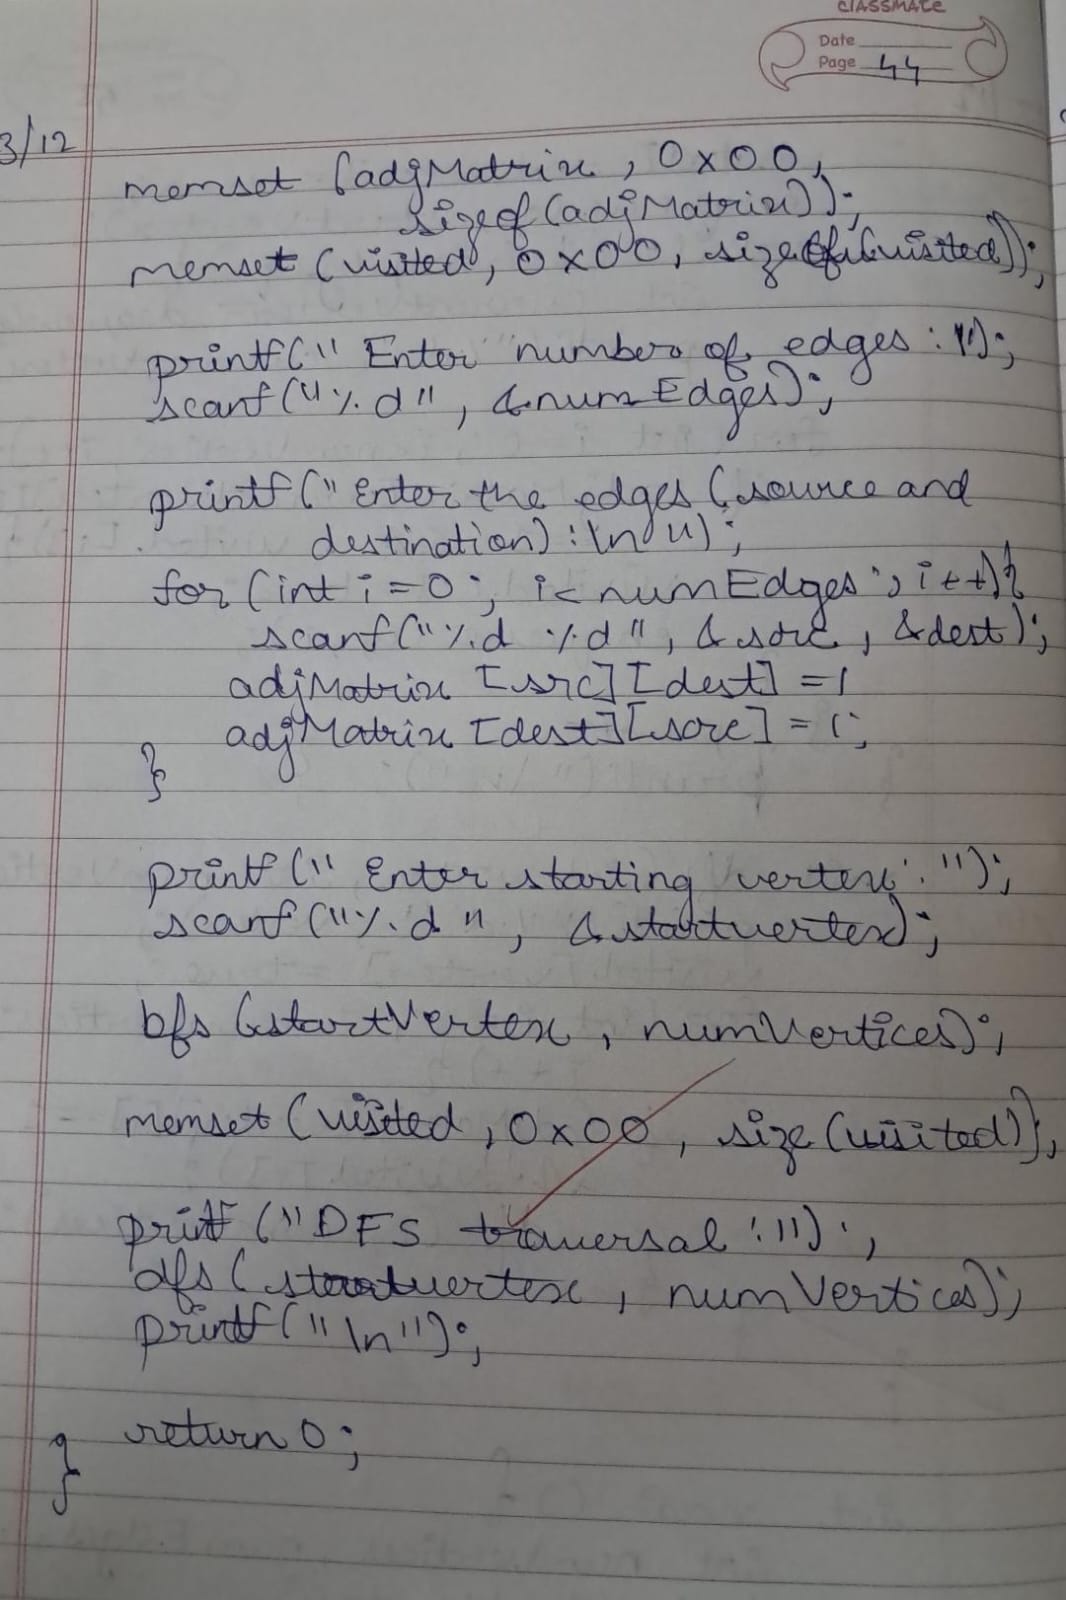 classmate
Date
Page 44
3/12
memset (adjMatrix, 0x00,
sizeof (adjMatrix));
memset (visited, 0x00, sizeof (visited));
printf(" Enter number of edges : ");
scanf("%d", &numEdges);
printf(" Enter the edges (source and
destination) : \n");
for (int i = 0; i < numEdges; i++){
scanf("%d %d", &src, &dest);
adjMatrix [src][dest] = 1
adjMatrix [dest][src] = 1;
}
printf (" Enter starting vertex: ");
scanf ("%d", &startvertex);
bfs (startVertex, numVertices);
memset (visited, 0x00, size (visited));
printf ("DFS traversal : ");
dfs (startvertex, numVertices);
printf("\n");
return 0;
}